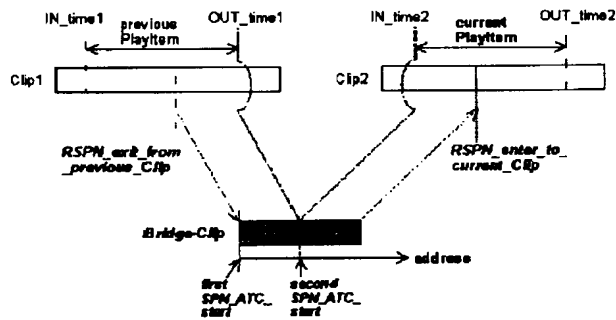 IN_time1
previous
PlayItem
OUT_time1
IN_time2
current
PlayItem
OUT_time2
Clip1
Clip2
RSPN_exit_from
_previous_Clip
RSPN_enter_to_
current_Clip
Bridge-Clip
address
first
SPN_ATC_
start
second
SPN_ATC_
start